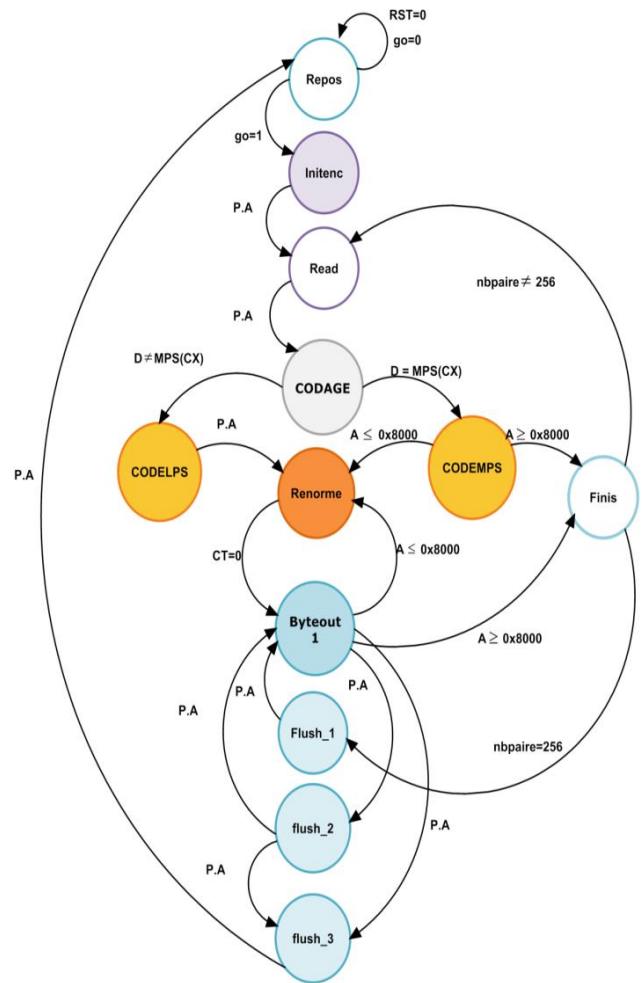 RST=0
go=0
Repos
go=1
Initenc
P.A
Read
nbpaire ≠ 256
P.A
D ≠ MPS(CX)
CODAGE
D = MPS(CX)
P.A
A ≤ 0x8000
A ≥ 0x8000
P.A
CODELPS
Renorme
CODEMPS
Finis
CT=0
A ≤ 0x8000
Byteout
1
A ≥ 0x8000
P.A
P.A
P.A
Flush_1
nbpaire=256
flush_2
P.A
P.A
flush_3